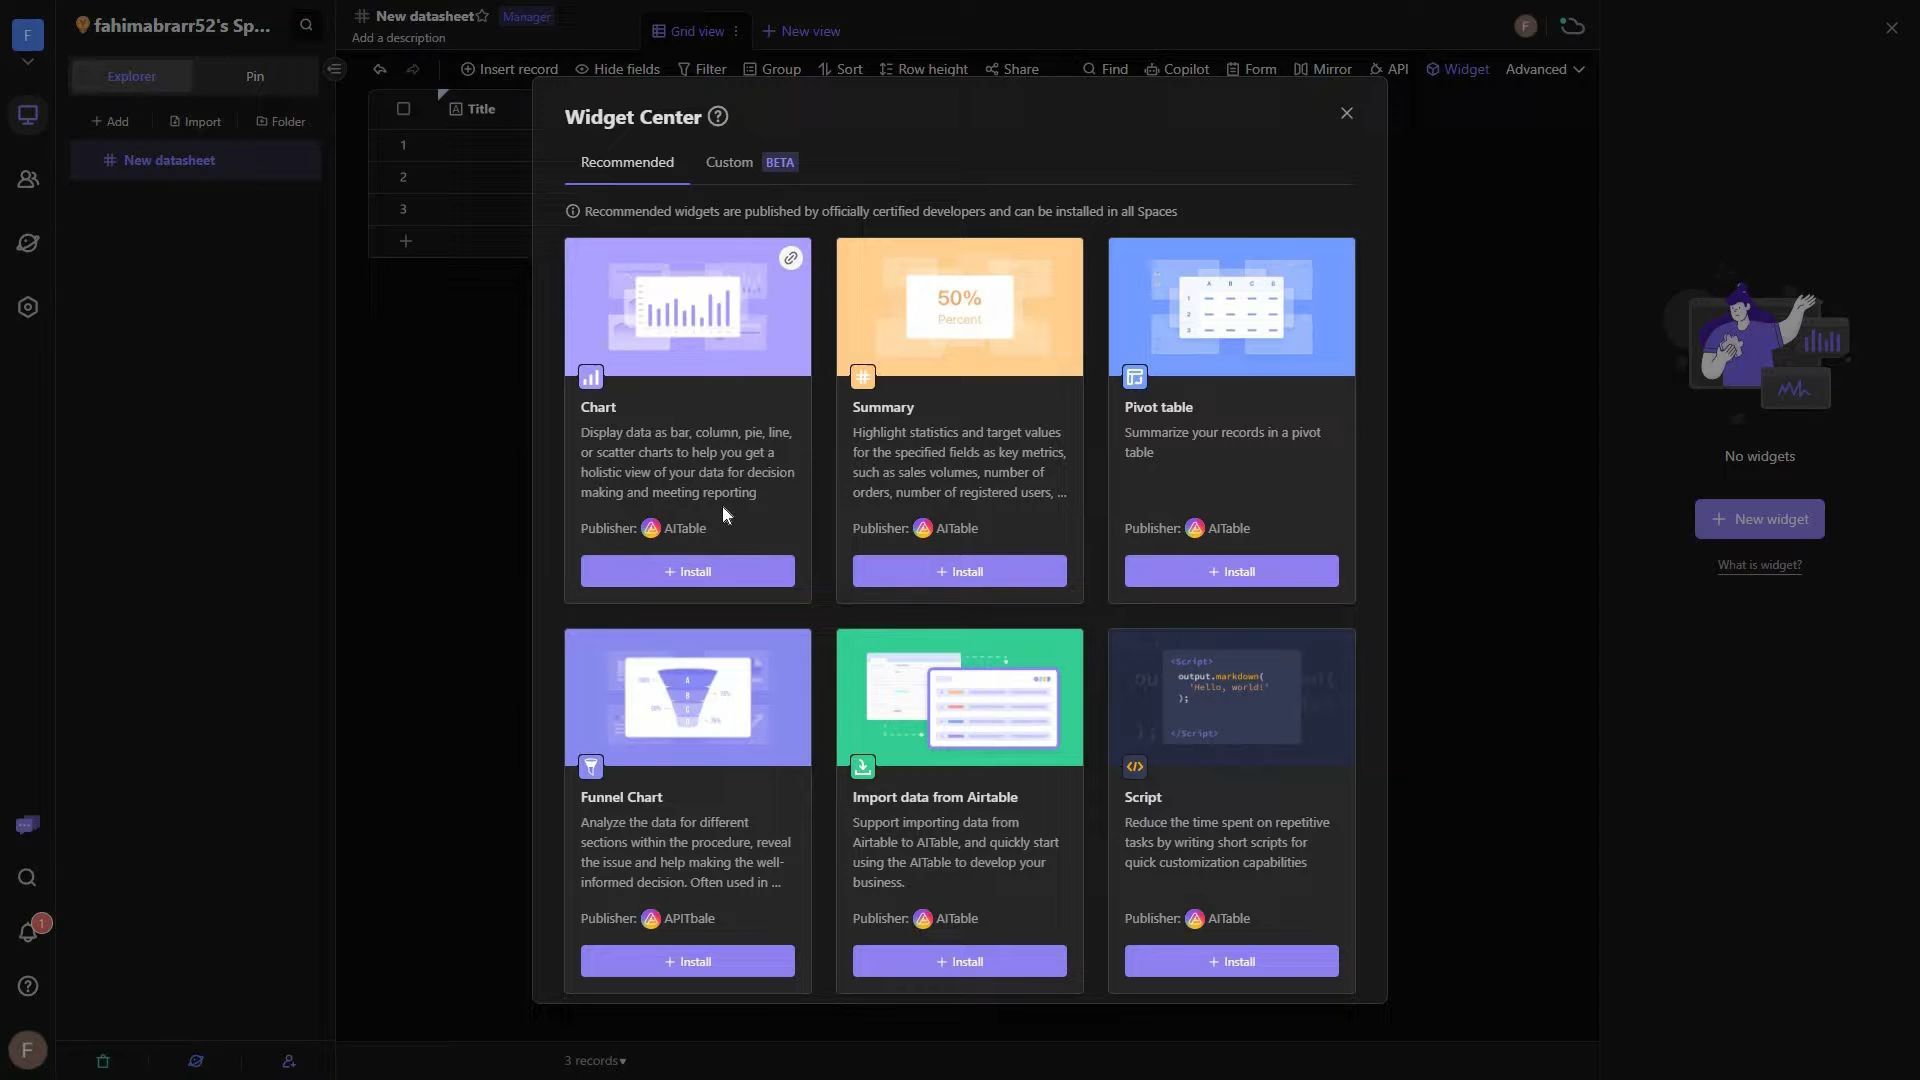 F
fahimabrarr52's Sp...
Explorer
Pin
Add
Import
Folder
New datasheet
New datasheet
Manager
Add a description
Grid view
New view
F
Insert record
Hide fields
Filter
Group
Sort
Row height
Share
Find
Copilot
Form
Mirror
API
Widget
Advanced
Title
1
2
3
Widget Center
Recommended
Custom
BETA
Recommended widgets are published by officially certified developers and can be installed in all Spaces
Chart
Display data as bar, column, pie, line,
or scatter charts to help you get a
holistic view of your data for decision
making and meeting reporting
Publisher: AITable
+ Install
50%
Percent
Summary
Highlight statistics and target values
for the specified fields as key metrics,
such as sales volumes, number of
orders, number of registered users, ...
Publisher: AITable
+ Install
A B C D
1
2
3
Pivot table
Summarize your records in a pivot
table
Publisher: AITable
+ Install
A
B
C
Funnel Chart
Analyze the data for different
sections within the procedure, reveal
the issue and help making the well-
informed decision. Often used in ...
Publisher: APITbale
+ Install
Import data from Airtable
Support importing data from
Airtable to AITable, and quickly start
using the AITable to develop your
business.
Publisher: AITable
+ Install
<Script>
output.markdown(
'Hello, world!'
);
</Script>
Script
Reduce the time spent on repetitive
tasks by writing short scripts for
quick customization capabilities
Publisher: AITable
+ Install
No widgets
+ New widget
What is widget?
1
F
3 records